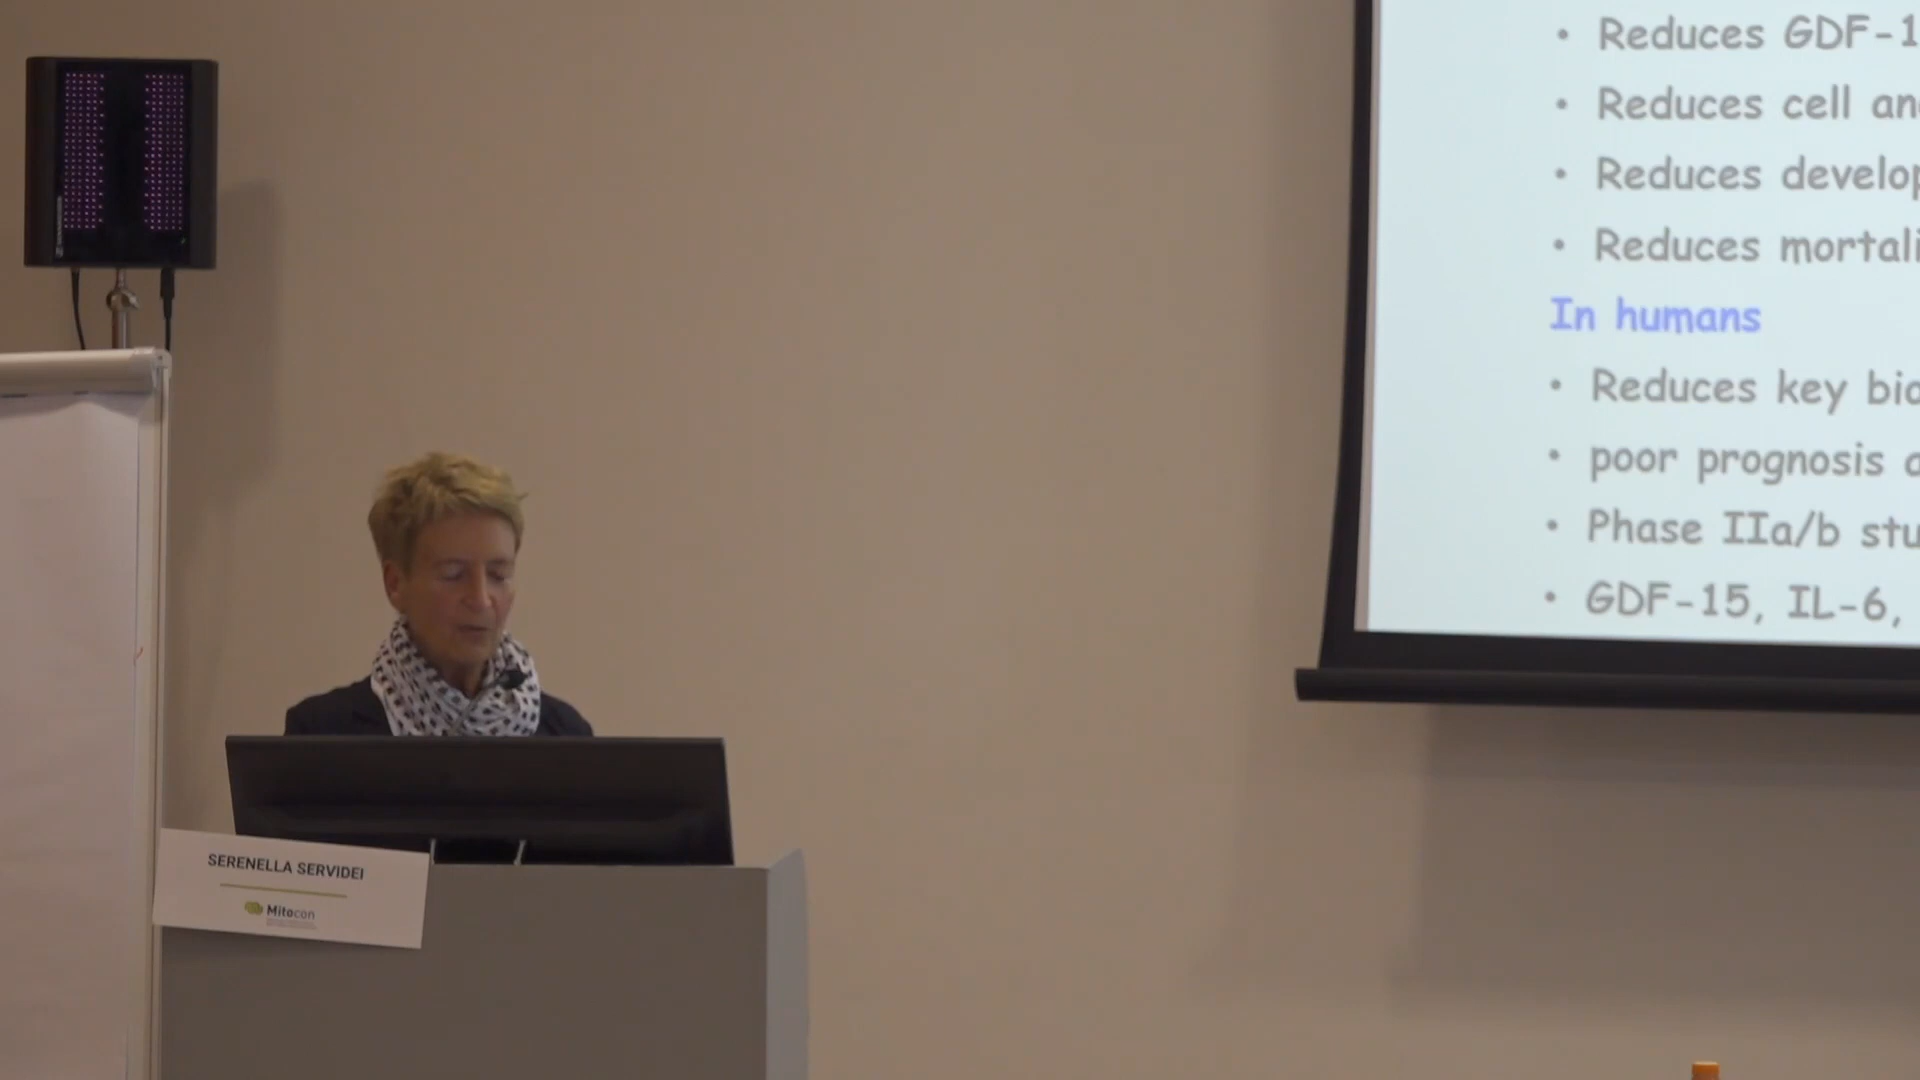 Reduces GDF-1
Reduces cell an
Reduces develop
Reduces mortali
In humans
Reduces key bio
poor prognosis
Phase IIa/b stu
GDF-15, IL-6,
SERENELLA SERVIDEI
Mitocon